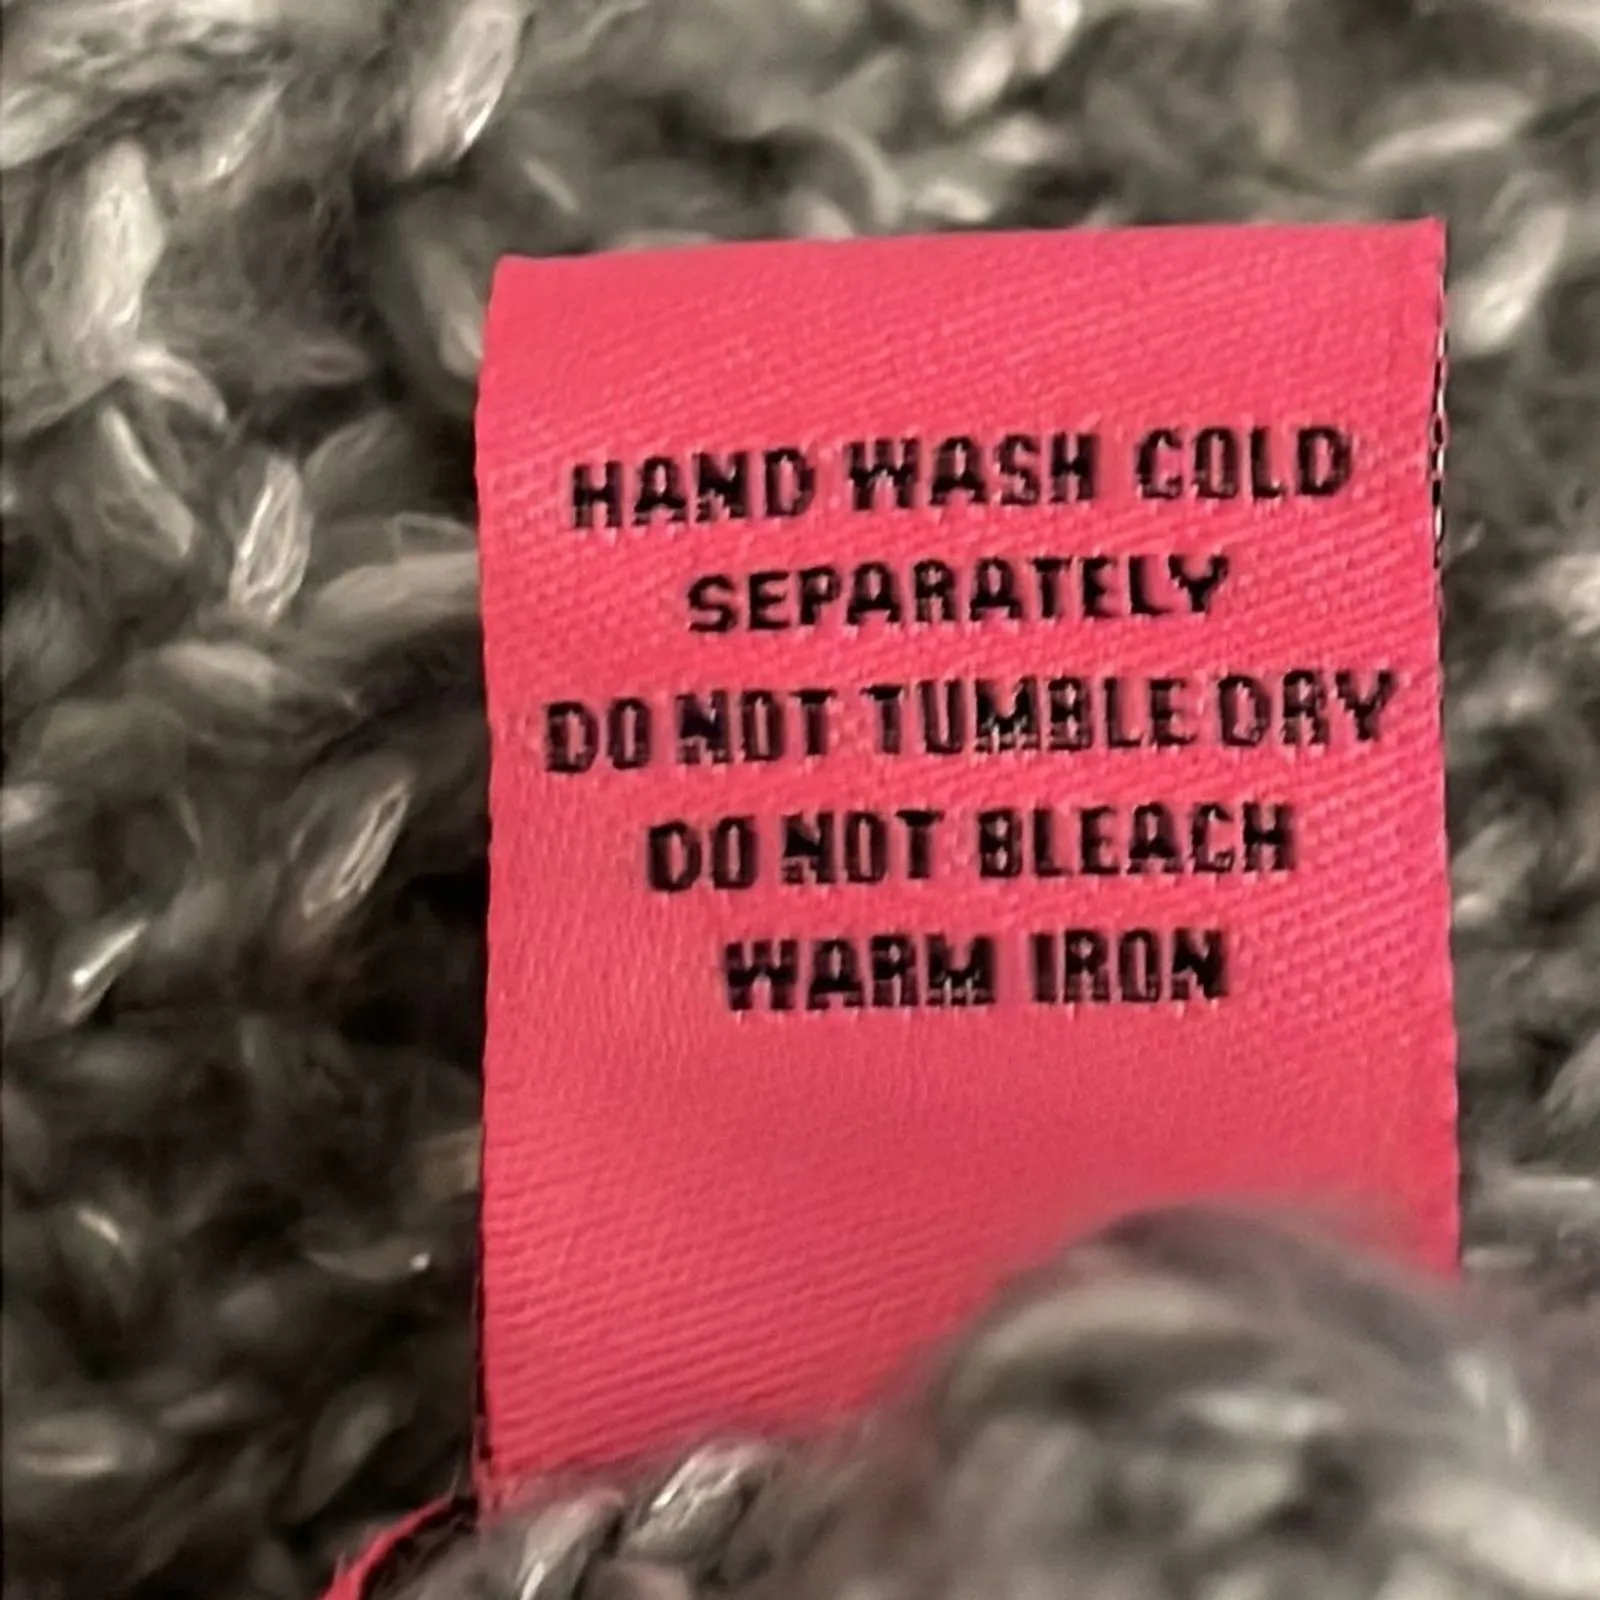 HAND WASH COLD
SEPARATELY
DO NOT TUMBLE DRY
DO NOT BLEACH
WARM IRON